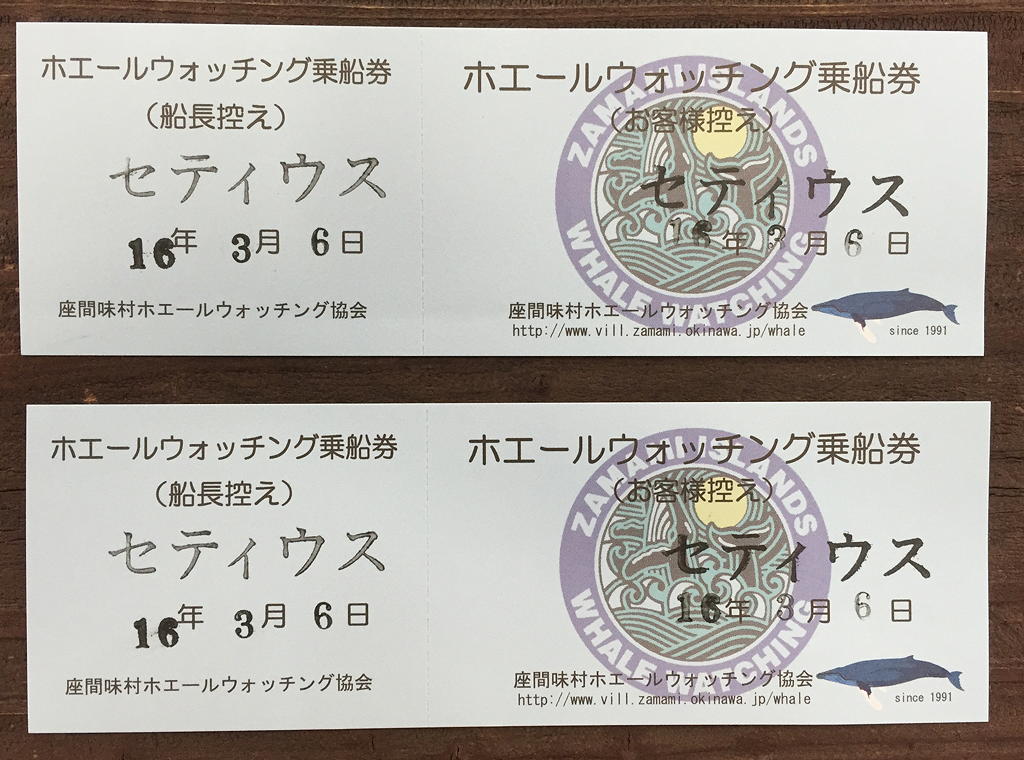 ホエールウォッチング乗船券
（船長控え）
セティウス
16年 3月 6日
座間味村ホエールウォッチング協会
ホエールウォッチング乗船券
（お客様控え）
ZAMAMI ISLANDS
セティウス
16年 3月 6日
WHALE WATCHING
座間味村ホエールウォッチング協会
http://www.vill.zamami.okinawa.jp/whale
since 1991
ホエールウォッチング乗船券
（船長控え）
セティウス
16年 3月 6日
座間味村ホエールウォッチング協会
ホエールウォッチング乗船券
（お客様控え）
ZAMAMI ISLANDS
セティウス
16年 3月 6日
WHALE WATCHING
座間味村ホエールウォッチング協会
http://www.vill.zamami.okinawa.jp/whale
since 1991